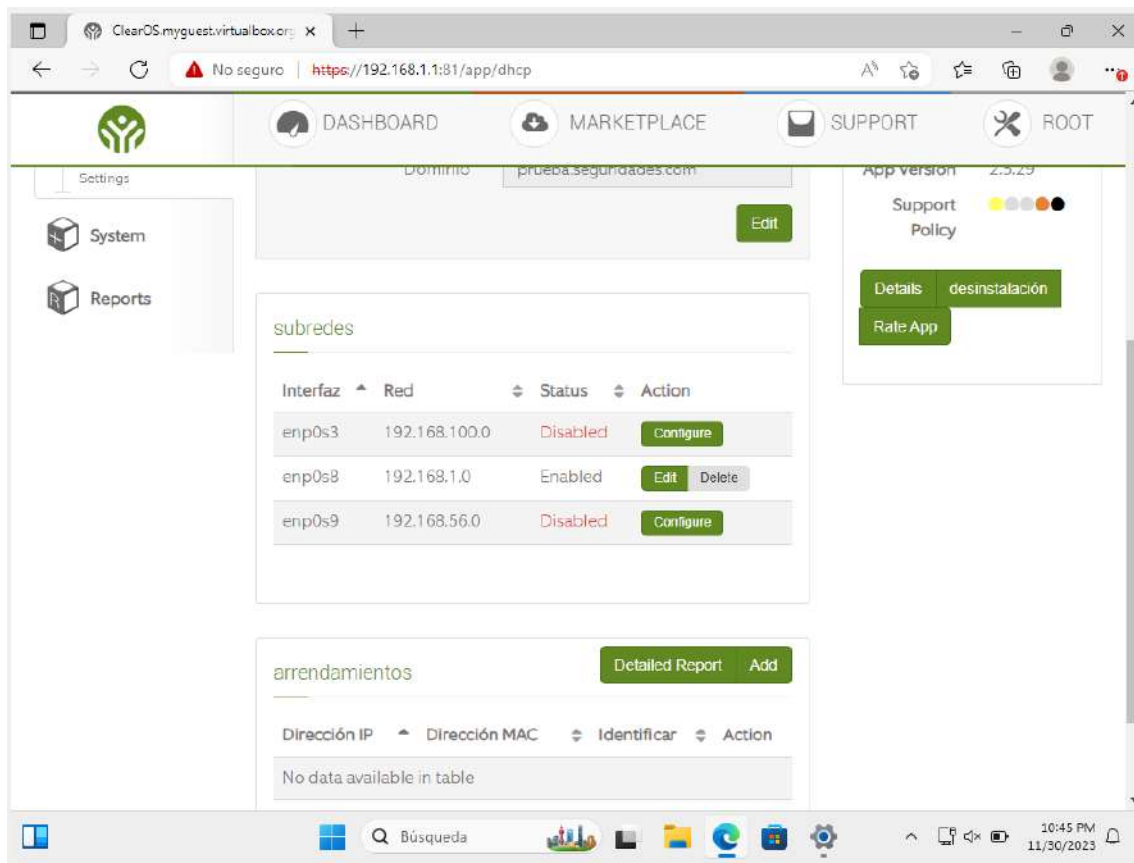 ClearOS.myguest.virtualbox.org
No seguro | https://192.168.1.1:81/app/dhcp
DASHBOARD MARKETPLACE SUPPORT ROOT
Settings
Dominio prueba.seguridades.com
App Version 2.5.29
Support Policy
Edit
System
Reports
Details desinstalación
Rate App
subredes
Interfaz Red Status Action
enp0s3 192.168.100.0 Disabled Configure
enp0s8 192.168.1.0 Enabled Edit Delete
enp0s9 192.168.56.0 Disabled Configure
arrendamientos Detailed Report Add
Dirección IP Dirección MAC Identificar Action
No data available in table
Búsqueda
10:45 PM
11/30/2023